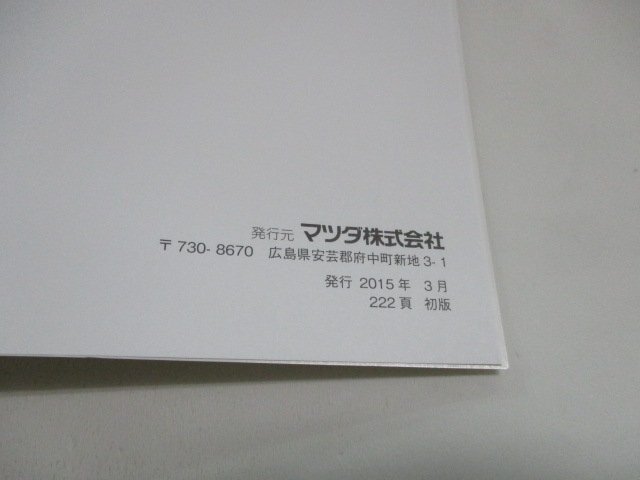 発行元 マツダ株式会社
〒730-8670 広島県安芸郡府中町新地3-1
発行 2015年 3月
222頁 初版